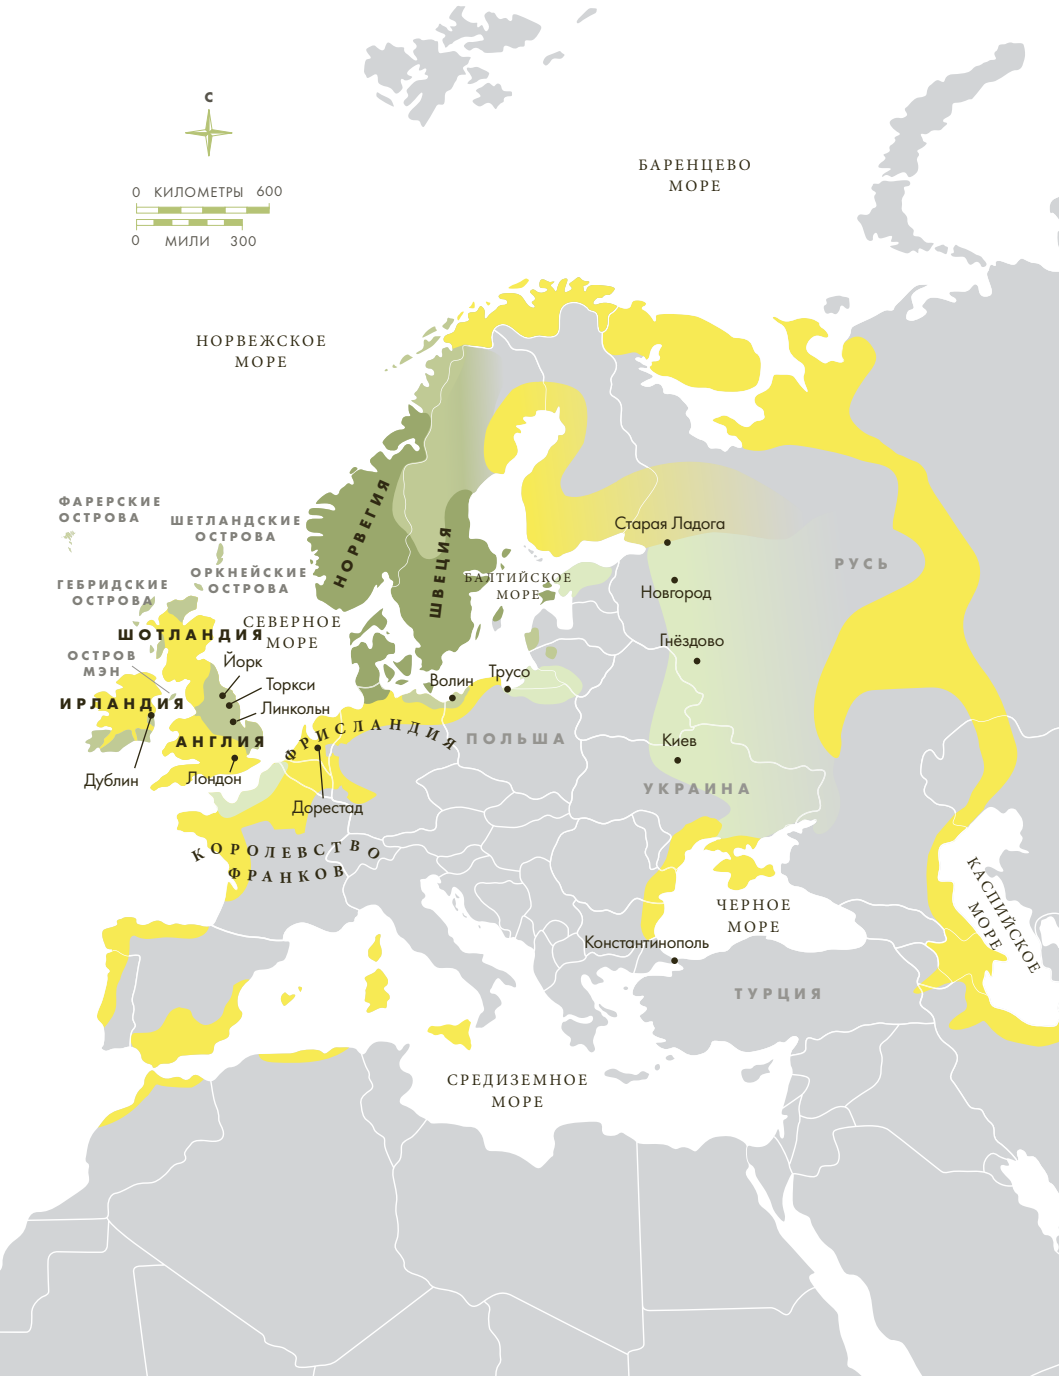 С
0 КИЛОМЕТРЫ 600
0 МИЛИ 300
БАРЕНЦЕВО
МОРЕ
НОРВЕЖСКОЕ
МОРЕ
ФАРЕРСКИЕ
ОСТРОВА
ШЕТЛАНДСКИЕ
ОСТРОВА
ГЕБРИДСКИЕ
ОСТРОВА
ОРКНЕЙСКИЕ
ОСТРОВА
НОРВЕГИЯ
ШВЕЦИЯ
БАЛТИЙСКОЕ
МОРЕ
Старая Ладога
РУСЬ
Новгород
СЕВЕРНОЕ
МОРЕ
ШОТЛАНДИЯ
Гнёздово
ОСТРОВ
МЭН
Йорк
Торкси
Волин
Трусо
ИРЛАНДИЯ
Линкольн
АНГЛИЯ
ФРИСЛАНДИЯ
ПОЛЬША
Киев
Дублин
Лондон
УКРАИНА
Дорестад
КОРОЛЕВСТВО
ФРАНКОВ
КАСПИЙСКОЕ
МОРЕ
ЧЕРНОЕ
МОРЕ
Константинополь
ТУРЦИЯ
СРЕДИЗЕМНОЕ
МОРЕ